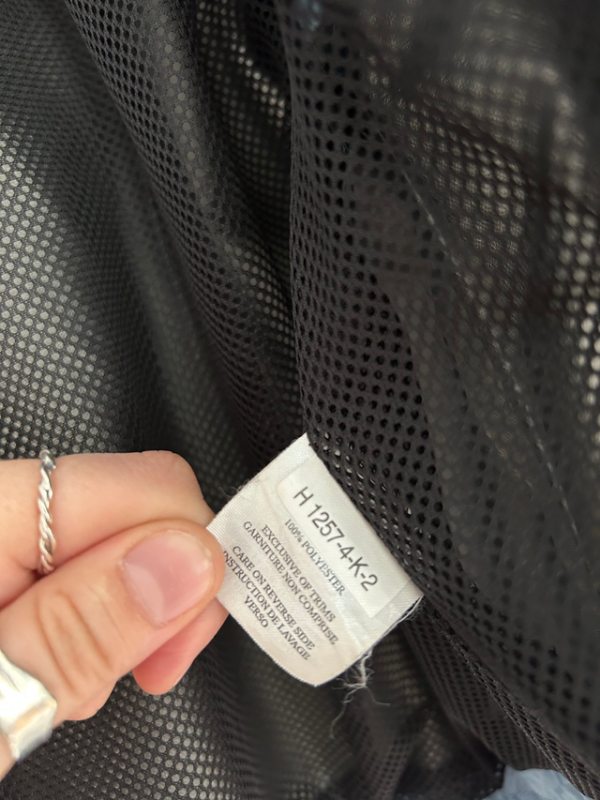 H 1257-4-K-2
100% POLYESTER
EXCLUSIVE OF TRIMS
GARNITURE NON COMPRISE
CARE ON REVERSE SIDE
INSTRUCTION DE LAVAGE
VERSO